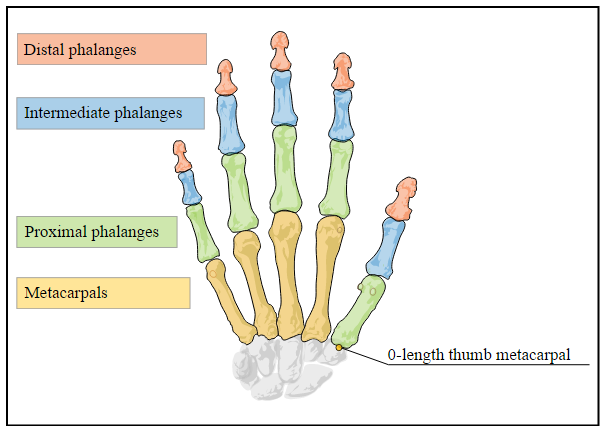 Distal phalanges
Intermediate phalanges
Proximal phalanges
Metacarpals
0-length thumb metacarpal